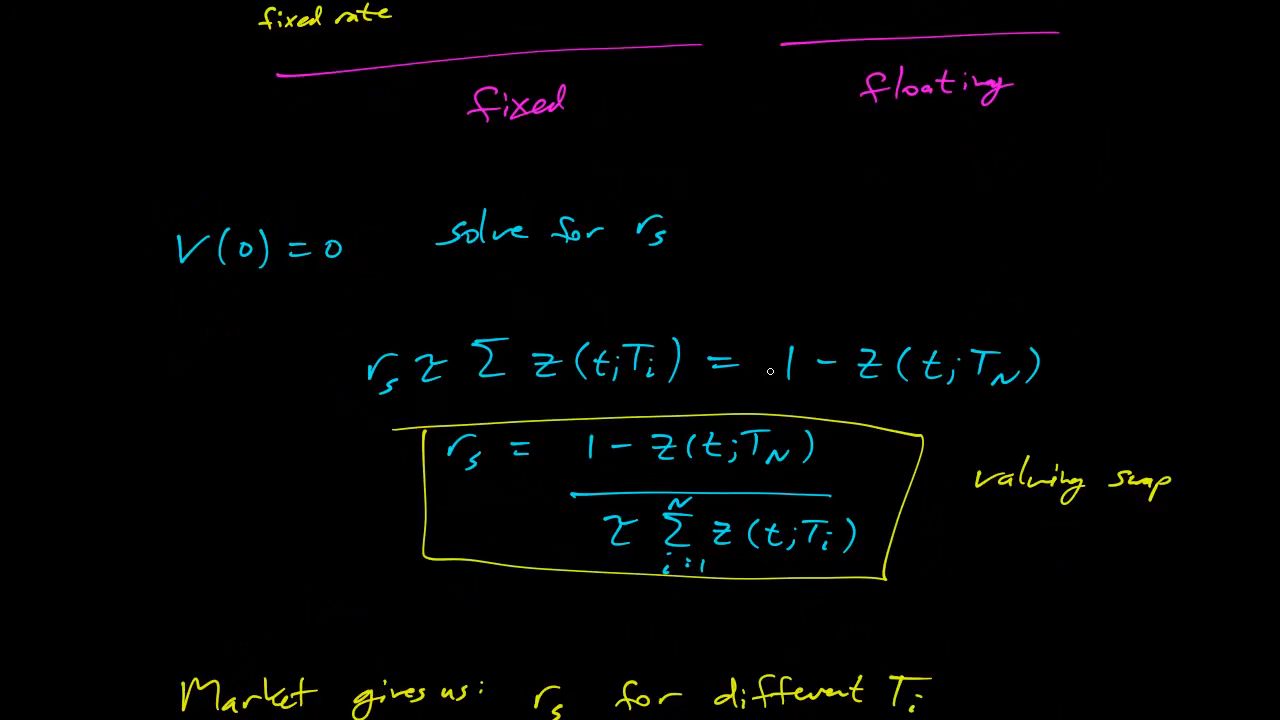 fixed rate
fixed floating
V(0) = 0 solve for r_s
r_s τ Σ Z(t;T_i) = 1 - Z(t;T_N)
r_s = 1 - Z(t;T_N)
τ Σ_{i=1}^{N} Z(t;T_i)
valuing swap
Market gives us: r_s for different T_i